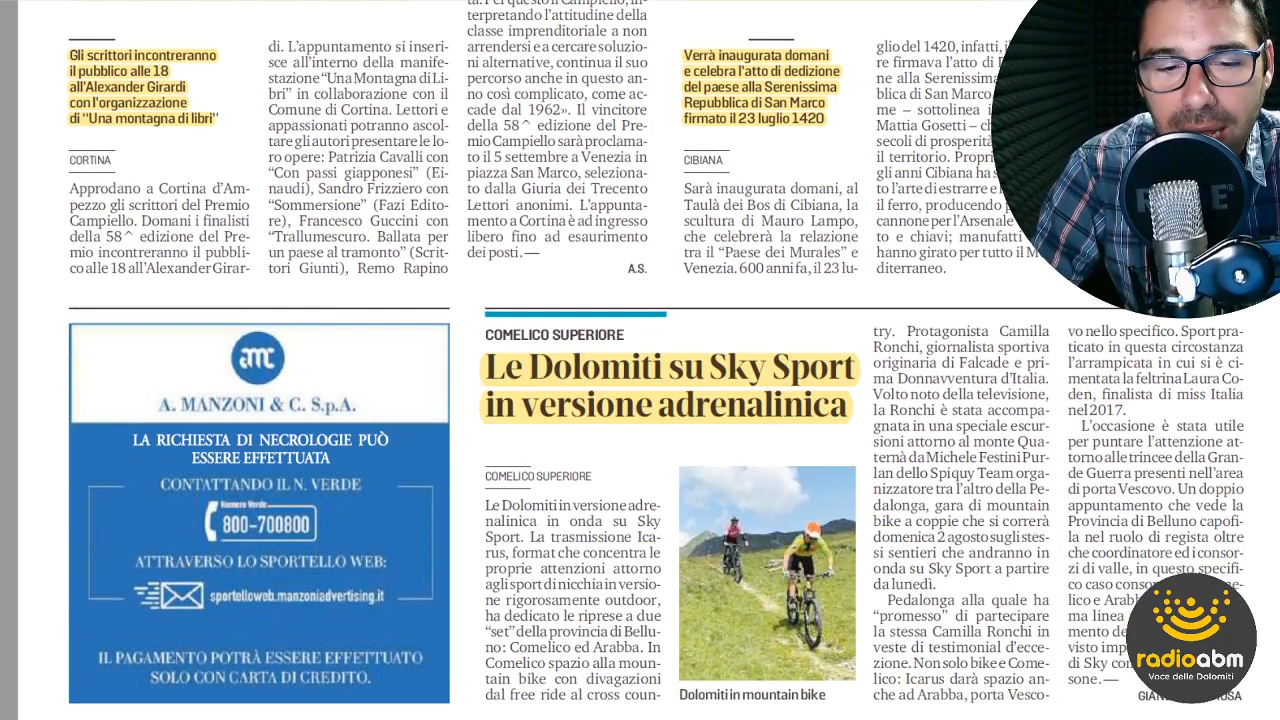 Gli scrittori incontreranno
il pubblico alle 18
all'Alexander Girardi
con l'organizzazione
di "Una montagna di libri"
CORTINA
Approdano a Cortina d'Am-
pezzo gli scrittori del Premio
Campiello. Domani i finalisti
della 58^ edizione del Pre-
mio incontreranno il pubbli-
co alle 18 all'Alexander Girar-
di. L'appuntamento si inseri-
sce all'interno della manife-
stazione “Una Montagna di Li-
bri” in collaborazione con il
Comune di Cortina. Lettori e
appassionati potranno ascol-
tare gli autori presentare le lo-
ro opere: Patrizia Cavalli con
“Con passi giapponesi” (Ei-
naudi), Sandro Frizziero con
“Sommersione” (Fazi Edito-
re), Francesco Guccini con
“Trallumescuro. Ballata per
un paese al tramonto” (Scrit-
tori Giunti), Remo Rapino
ta. Per questo il Campiello, in-
terpretando l'attitudine della
classe imprenditoriale a non
arrendersi e a cercare soluzio-
ni alternative, continua il suo
percorso anche in questo an-
no così complicato, come ac-
cade dal 1962». Il vincitore
della 58^ edizione del Pre-
mio Campiello sarà proclama-
to il 5 settembre a Venezia in
piazza San Marco, seleziona-
to dalla Giuria dei Trecento
Lettori anonimi. L'appunta-
mento a Cortina è ad ingresso
libero fino ad esaurimento
dei posti. —
A.S.
Verrà inaugurata domani
e celebra l'atto di dedizione
del paese alla Serenissima
Repubblica di San Marco
firmato il 23 luglio 1420
CIBIANA
Sarà inaugurata domani, al
Taulà dei Bos di Cibiana, la
scultura di Mauro Lampo,
che celebrerà la relazione
tra il “Paese dei Murales” e
Venezia. 600 anni fa, il 23 lu-
glio del 1420, infatti, i
re firmava l'atto di
ne alla Serenissima
blica di San Marco
me – sottolinea i
Mattia Gosetti – ch
secoli di prosperità
il territorio. Propri
gli anni Cibiana ha s
to l'arte di estrarre e l
il ferro, producendo p
cannone per l'Arsenale
to e chiavi; manufatti
hanno girato per tutto il M
diterraneo.
amc
A. MANZONI & C. S.p.A.
LA RICHIESTA DI NECROLOGIE PUÒ
ESSERE EFFETTUATA
CONTATTANDO IL N. VERDE
Numero Verde
800-700800
ATTRAVERSO LO SPORTELLO WEB:
sportelloweb.manzoniadvertising.it
IL PAGAMENTO POTRÀ ESSERE EFFETTUATO
SOLO CON CARTA DI CREDITO.
COMELICO SUPERIORE
Le Dolomiti su Sky Sport
in versione adrenalinica
COMELICO SUPERIORE
Le Dolomiti in versione adre-
nalinica in onda su Sky
Sport. La trasmissione Ica-
rus, format che concentra le
proprie attenzioni attorno
agli sport di nicchia in versio-
ne rigorosamente outdoor,
ha dedicato le riprese a due
“set” della provincia di Bellu-
no: Comelico ed Arabba. In
Comelico spazio alla moun-
tain bike con divagazioni
dal free ride al cross coun-
Dolomiti in mountain bike
try. Protagonista Camilla
Ronchi, giornalista sportiva
originaria di Falcade e pri-
ma Donnavventura d'Italia.
Volto noto della televisione,
la Ronchi è stata accompa-
gnata in una speciale escur-
sioni attorno al monte Qua-
ternà da Michele Festini Pur-
lan dello Spiquy Team orga-
nizzatore tra l'altro della Pe-
dalonga, gara di mountain
bike a coppie che si correrà
domenica 2 agosto sugli stes-
si sentieri che andranno in
onda su Sky Sport a partire
da lunedì.
Pedalonga alla quale ha
“promesso” di partecipare
la stessa Camilla Ronchi in
veste di testimonial d'ecce-
zione. Non solo bike e Come-
lico: Icarus darà spazio an-
che ad Arabba, porta Vesco-
vo nello specifico. Sport pra-
ticato in questa circostanza
l'arrampicata in cui si è ci-
mentata la feltrina Laura Co-
den, finalista di miss Italia
nel 2017.
L'occasione è stata utile
per puntare l'attenzione at-
torno alle trincee della Gran-
de Guerra presenti nell'area
di porta Vescovo. Un doppio
appuntamento che vede la
Provincia di Belluno capofi-
la nel ruolo di regista oltre
che coordinatore ed i consor-
zi di valle, in questo specifi-
co caso conso
lico e Arab
ma linea
mento de
visto imp
di Sky con
sone. —
radioabm
Voce delle Dolomiti